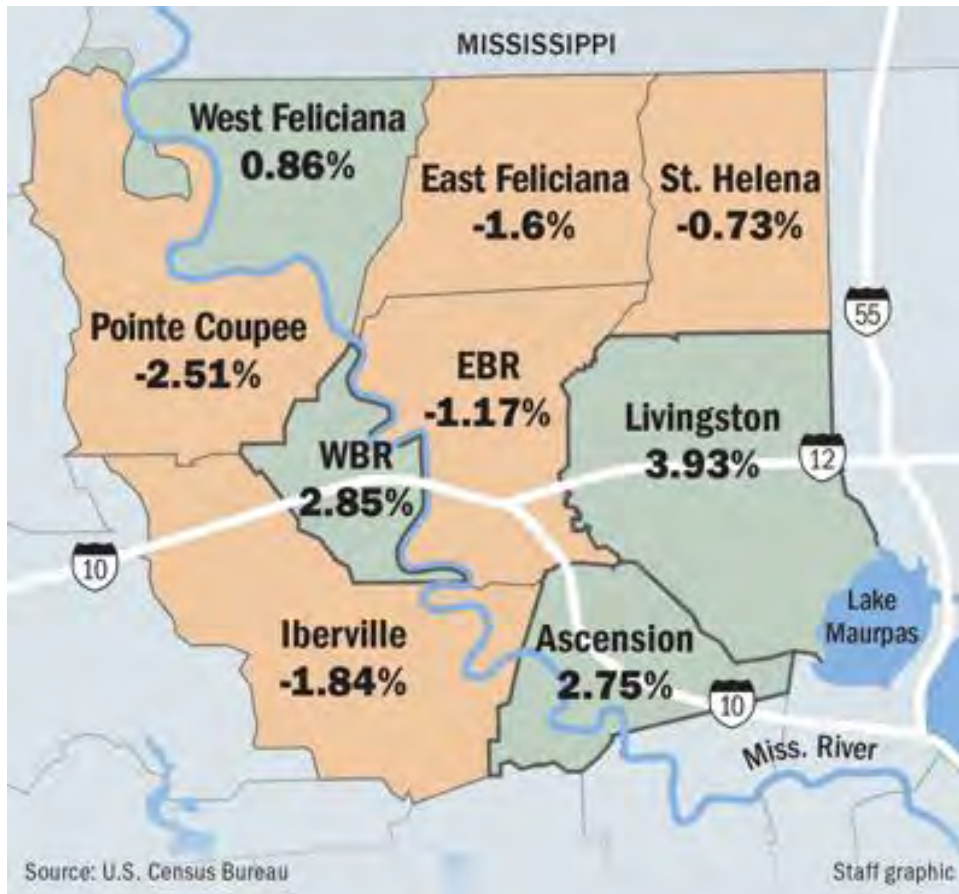 MISSISSIPPI
West Feliciana
0.86%
East Feliciana
-1.6%
St. Helena
-0.73%
Pointe Coupee
-2.51%
EBR
-1.17%
55
Livingston
3.93%
12
WBR
2.85%
10
Iberville
-1.84%
Ascension
2.75%
10
Lake
Maurpas
Miss. River
Source: U.S. Census Bureau
Staff graphic